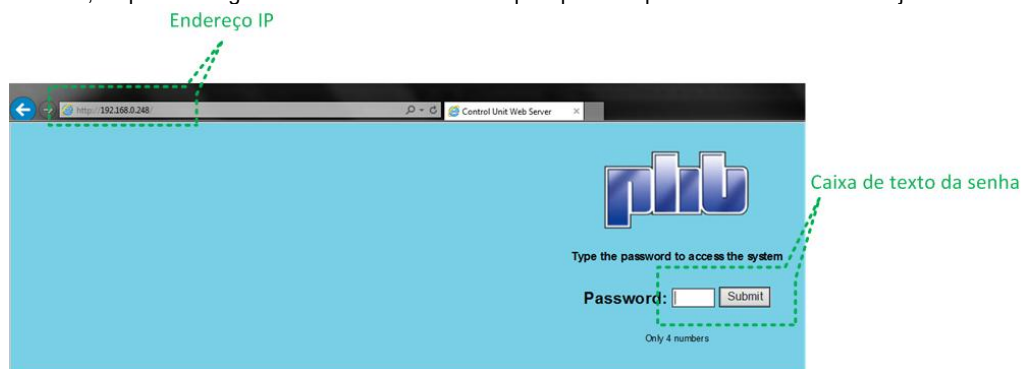 Endereço IP
http://192.168.0.248/
Control Unit Web Server
phb
Caixa de texto da senha
Type the password to access the system
Password:
Submit
Only 4 numbers